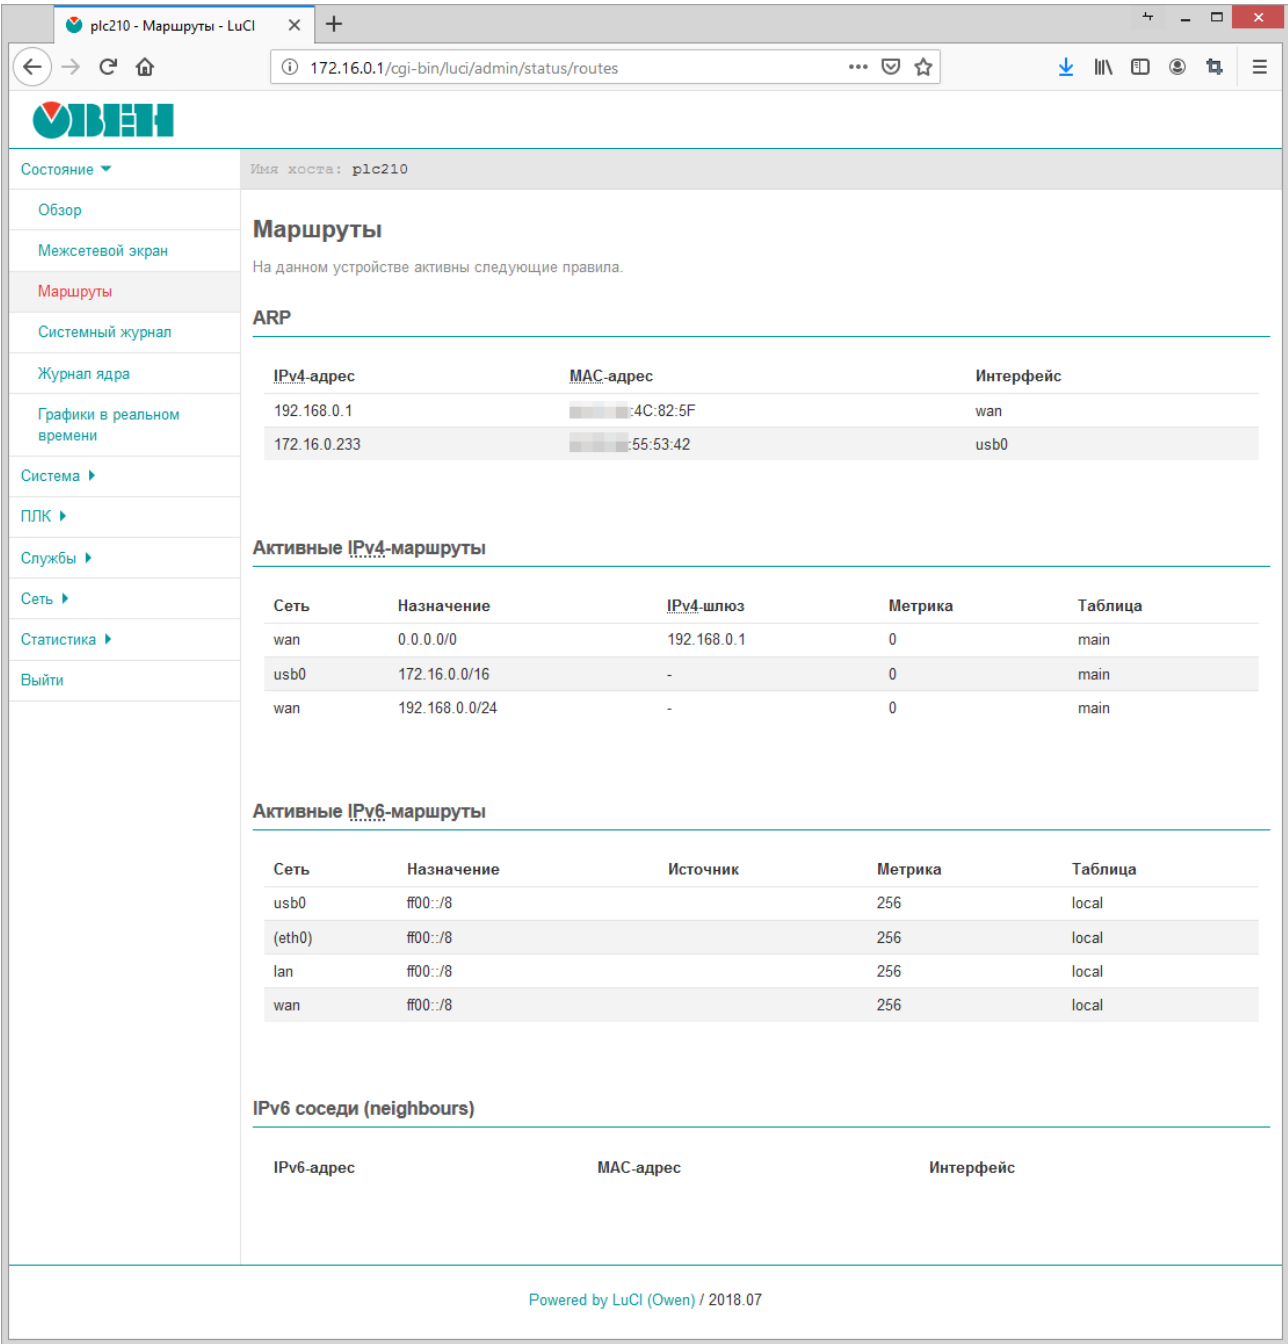 plc210 - Маршруты - LuCI
172.16.0.1/cgi-bin/luci/admin/status/routes
ОВЕН
Состояние
Обзор
Межсетевой экран
Маршруты
Системный журнал
Журнал ядра
Графики в реальном
времени
Система
ПЛК
Службы
Сеть
Статистика
Выйти
Имя хоста: plc210
Маршруты
На данном устройстве активны следующие правила.
ARP
IPv4-адрес MAC-адрес Интерфейс
192.168.0.1 :4C:82:5F wan
172.16.0.233 :55:53:42 usb0
Активные IPv4-маршруты
Сеть Назначение IPv4-шлюз Метрика Таблица
wan 0.0.0.0/0 192.168.0.1 0 main
usb0 172.16.0.0/16 - 0 main
wan 192.168.0.0/24 - 0 main
Активные IPv6-маршруты
Сеть Назначение Источник Метрика Таблица
usb0 ff00::/8 256 local
(eth0) ff00::/8 256 local
lan ff00::/8 256 local
wan ff00::/8 256 local
IPv6 соседи (neighbours)
IPv6-адрес MAC-адрес Интерфейс
Powered by LuCI (Owen) / 2018.07